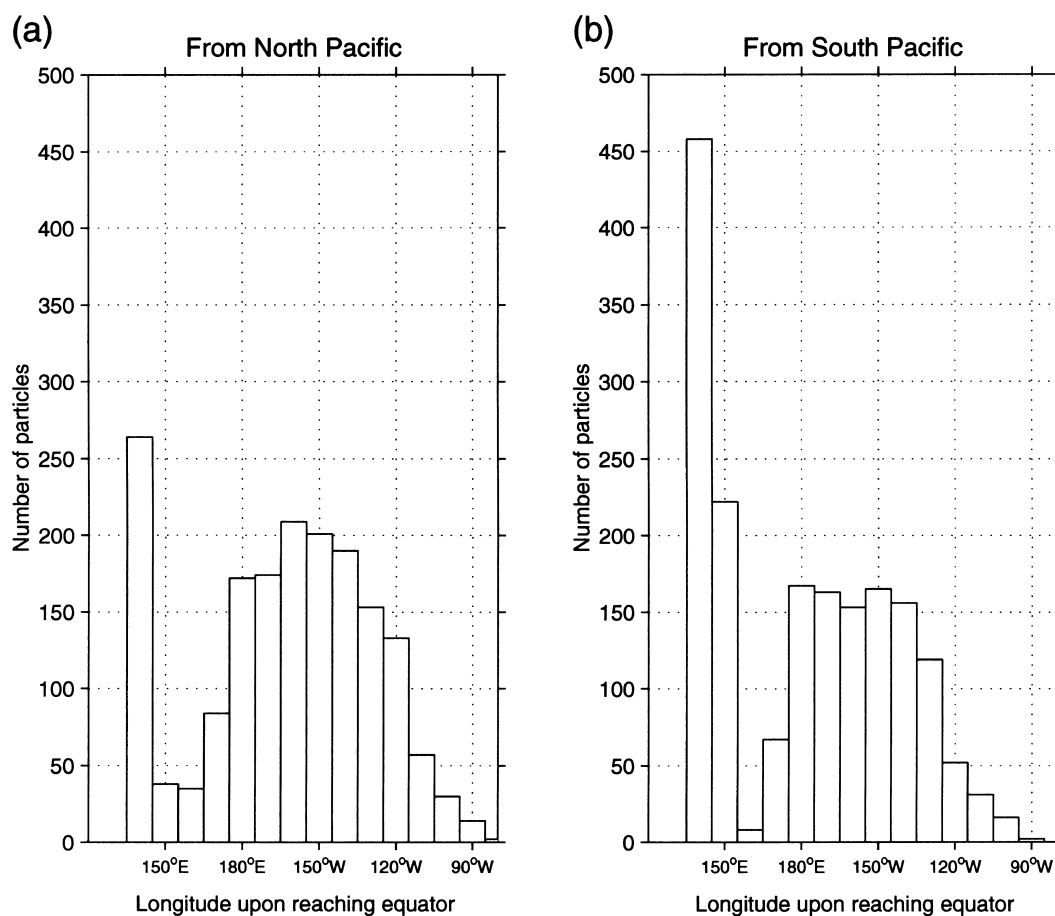 (a)
From North Pacific
500
450
400
350
300
250
200
150
100
50
0
Number of particles
150°E
180°E
150°W
120°W
90°W
Longitude upon reaching equator
(b)
From South Pacific
500
450
400
350
300
250
200
150
100
50
0
Number of particles
150°E
180°E
150°W
120°W
90°W
Longitude upon reaching equator